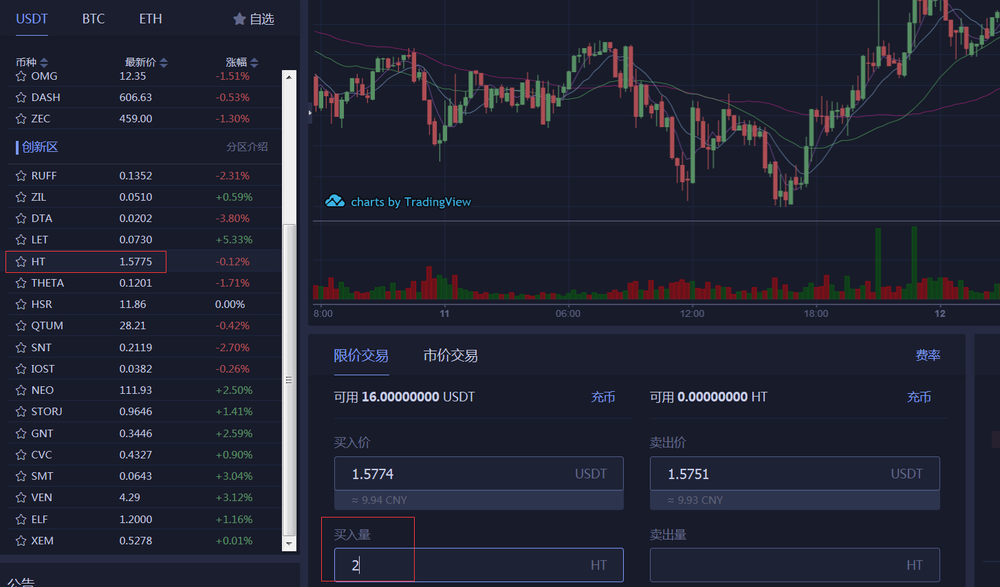 USDT BTC ETH 自选
币种 最新价 涨幅
OMG 12.35 -1.51%
DASH 606.63 -0.53%
ZEC 459.00 -1.30%
创新区 分区介绍
RUFF 0.1352 -2.31%
ZIL 0.0510 +0.59%
DTA 0.0202 -3.80%
LET 0.0730 +5.33%
HT 1.5775 -0.12%
THETA 0.1201 -1.71%
HSR 11.86 0.00%
QTUM 28.21 -0.42%
SNT 0.2119 -2.70%
IOST 0.0382 -0.26%
NEO 111.93 +2.50%
STORJ 0.9646 +1.41%
GNT 0.3446 +2.59%
CVC 0.4327 +0.90%
SMT 0.0643 +3.04%
VEN 4.29 +3.12%
ELF 1.2000 +1.16%
XEM 0.5278 +0.01%
公告
charts by TradingView
8:00 11 06:00 12:00 18:00 12
限价交易 市价交易 费率
可用 16.00000000 USDT 充币
买入价
1.5774 USDT
≈ 9.94 CNY
买入量
2 HT
可用 0.00000000 HT 充币
卖出价
1.5751 USDT
≈ 9.93 CNY
卖出量
HT